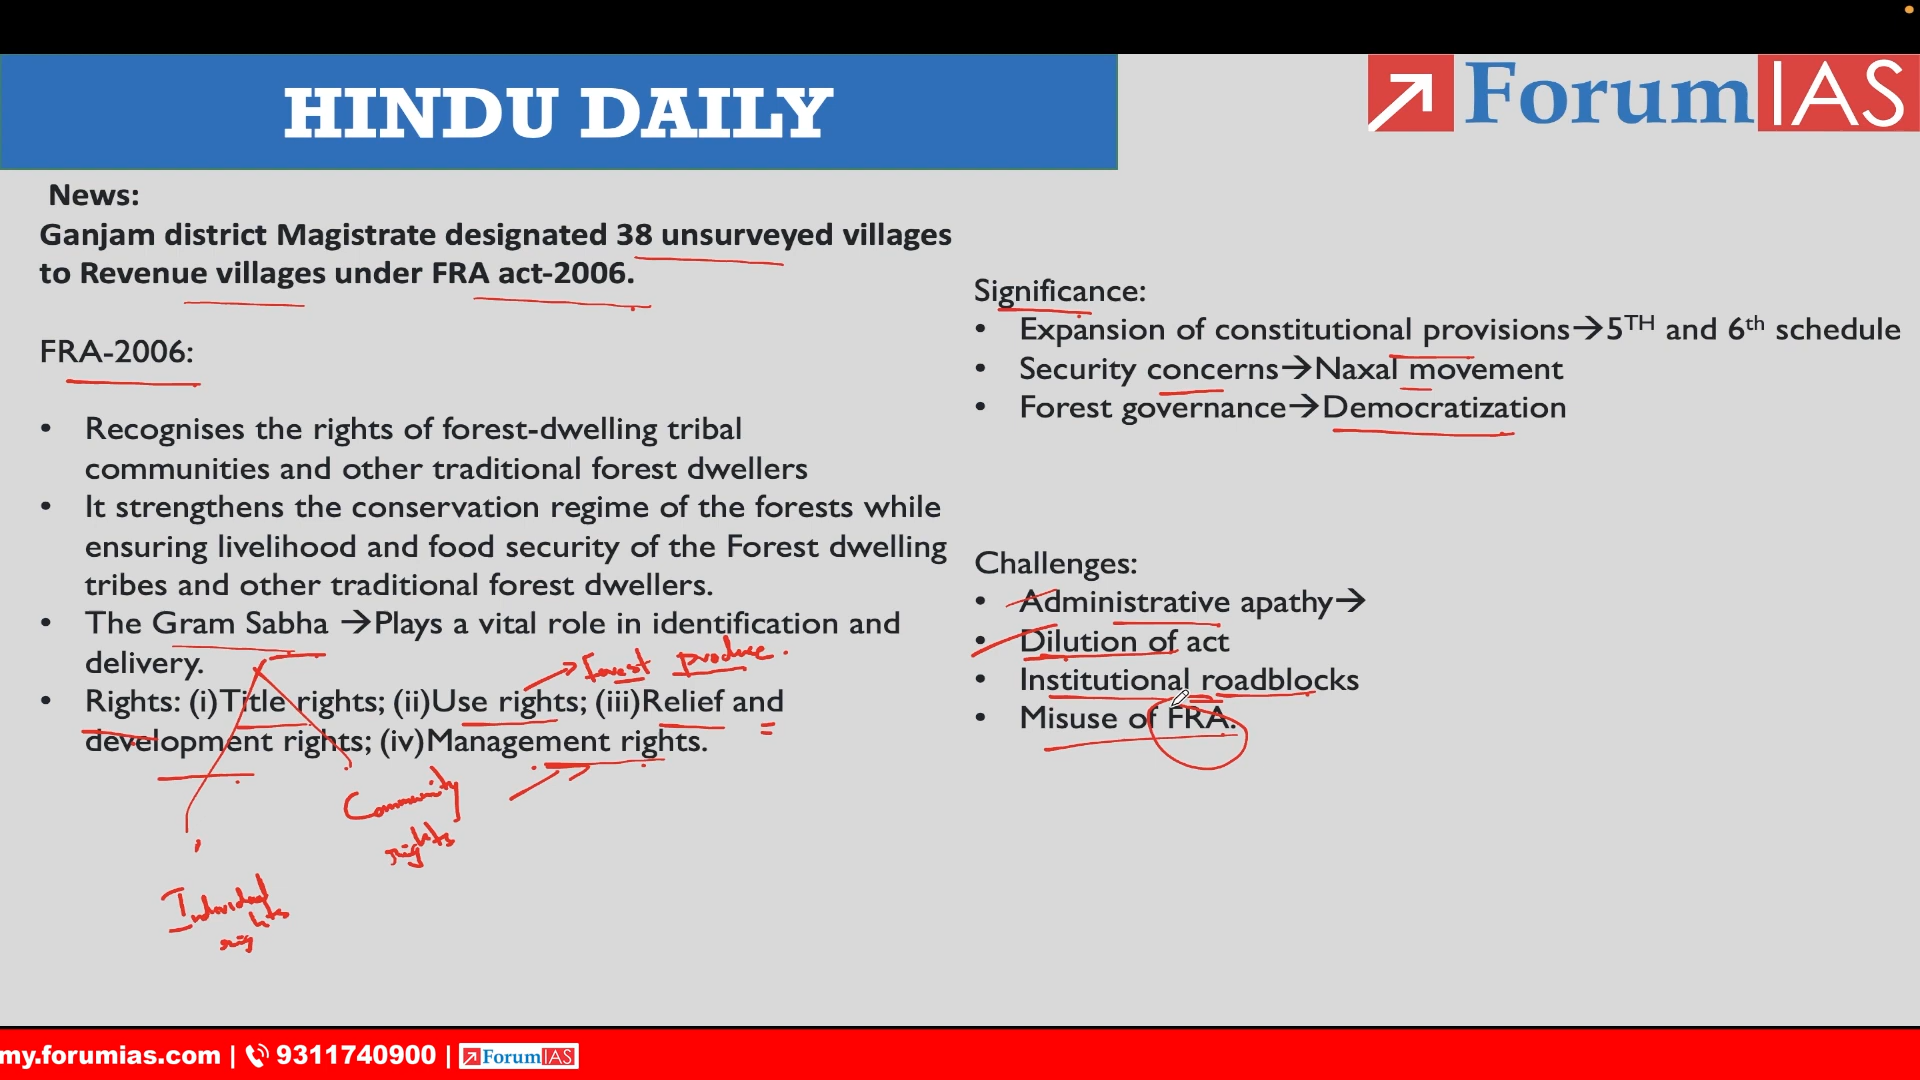 HINDU DAILY
ForumIAS
News:
Ganjam district Magistrate designated 38 unsurveyed villages
to Revenue villages under FRA act-2006.
FRA-2006:
• Recognises the rights of forest-dwelling tribal
communities and other traditional forest dwellers
• It strengthens the conservation regime of the forests while
ensuring livelihood and food security of the Forest dwelling
tribes and other traditional forest dwellers.
• The Gram Sabha →Plays a vital role in identification and
delivery.
→ Forest produce.
• Rights: (i)Title rights; (ii)Use rights; (iii)Relief and
development rights; (iv)Management rights.
Community
rights
Individual
rights
Significance:
• Expansion of constitutional provisions→5TH and 6th schedule
• Security concerns→Naxal movement
• Forest governance→Democratization
Challenges:
• Administrative apathy→
• Dilution of act
• Institutional roadblocks
• Misuse of FRA.
my.forumias.com | 9311740900 | ForumIAS